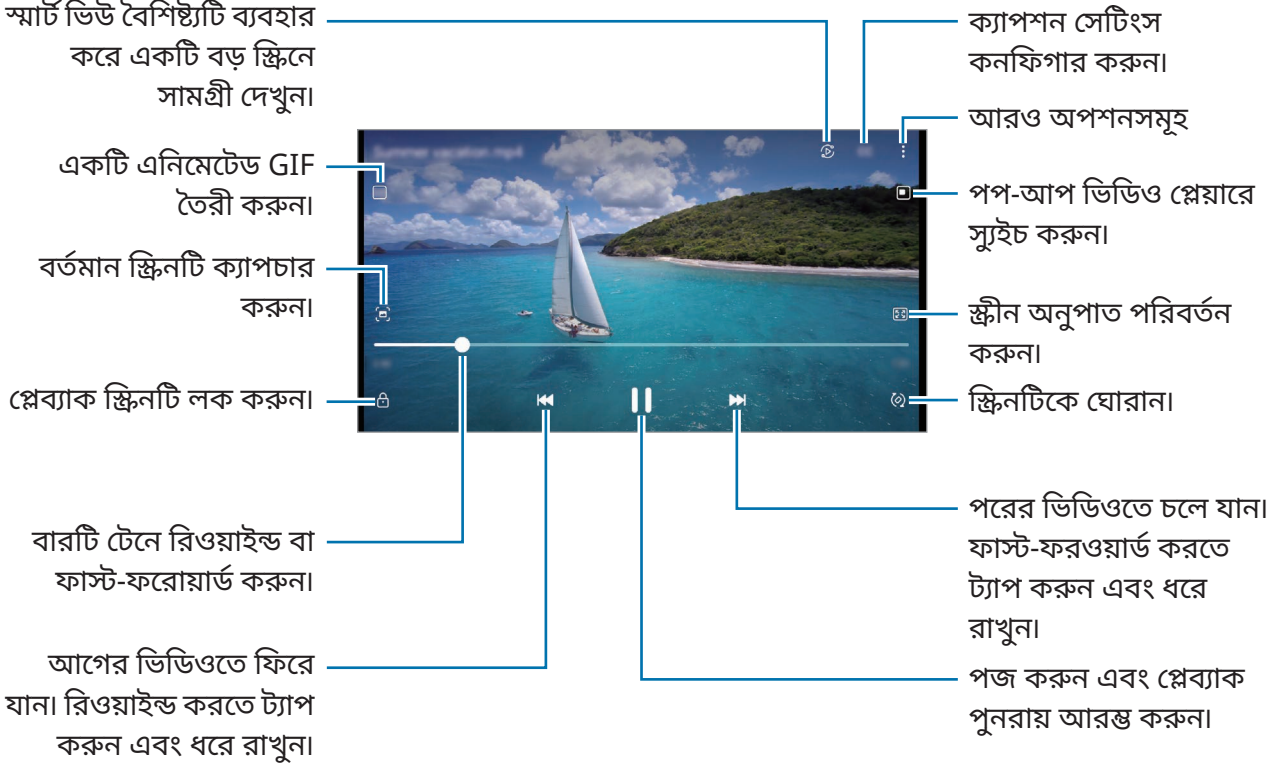 স্মার্ট ভিউ বৈশিষ্ট্যটি ব্যবহার
করে একটি বড় স্ক্রিনে
সামগ্রী দেখুন।
একটি এনিমেটেড GIF
তৈরী করুন।
বর্তমান স্ক্রিনটি ক্যাপচার
করুন।
প্লেব্যাক স্ক্রিনটি লক করুন।
বারটি টেনে রিওয়াইন্ড বা
ফাস্ট-ফরোয়ার্ড করুন।
আগের ভিডিওতে ফিরে
যান। রিওয়াইন্ড করতে ট্যাপ
করুন এবং ধরে রাখুন।
ক্যাপশন সেটিংস
কনফিগার করুন।
আরও অপশনসমূহ
পপ-আপ ভিডিও প্লেয়ারে
স্যুইচ করুন।
স্ক্রীন অনুপাত পরিবর্তন
করুন।
স্ক্রিনটিকে ঘোরান।
পরের ভিডিওতে চলে যান।
ফাস্ট-ফরওয়ার্ড করতে
ট্যাপ করুন এবং ধরে
রাখুন।
পজ করুন এবং প্লেব্যাক
পুনরায় আরম্ভ করুন।